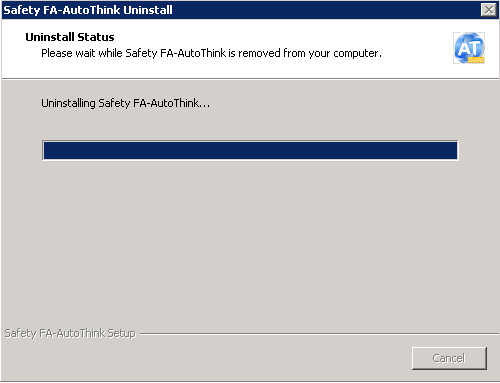 Safety FA-AutoThink Uninstall
Uninstall Status
Please wait while Safety FA-AutoThink is removed from your computer.
AT
Uninstalling Safety FA-AutoThink...
Safety FA-AutoThink Setup
Cancel